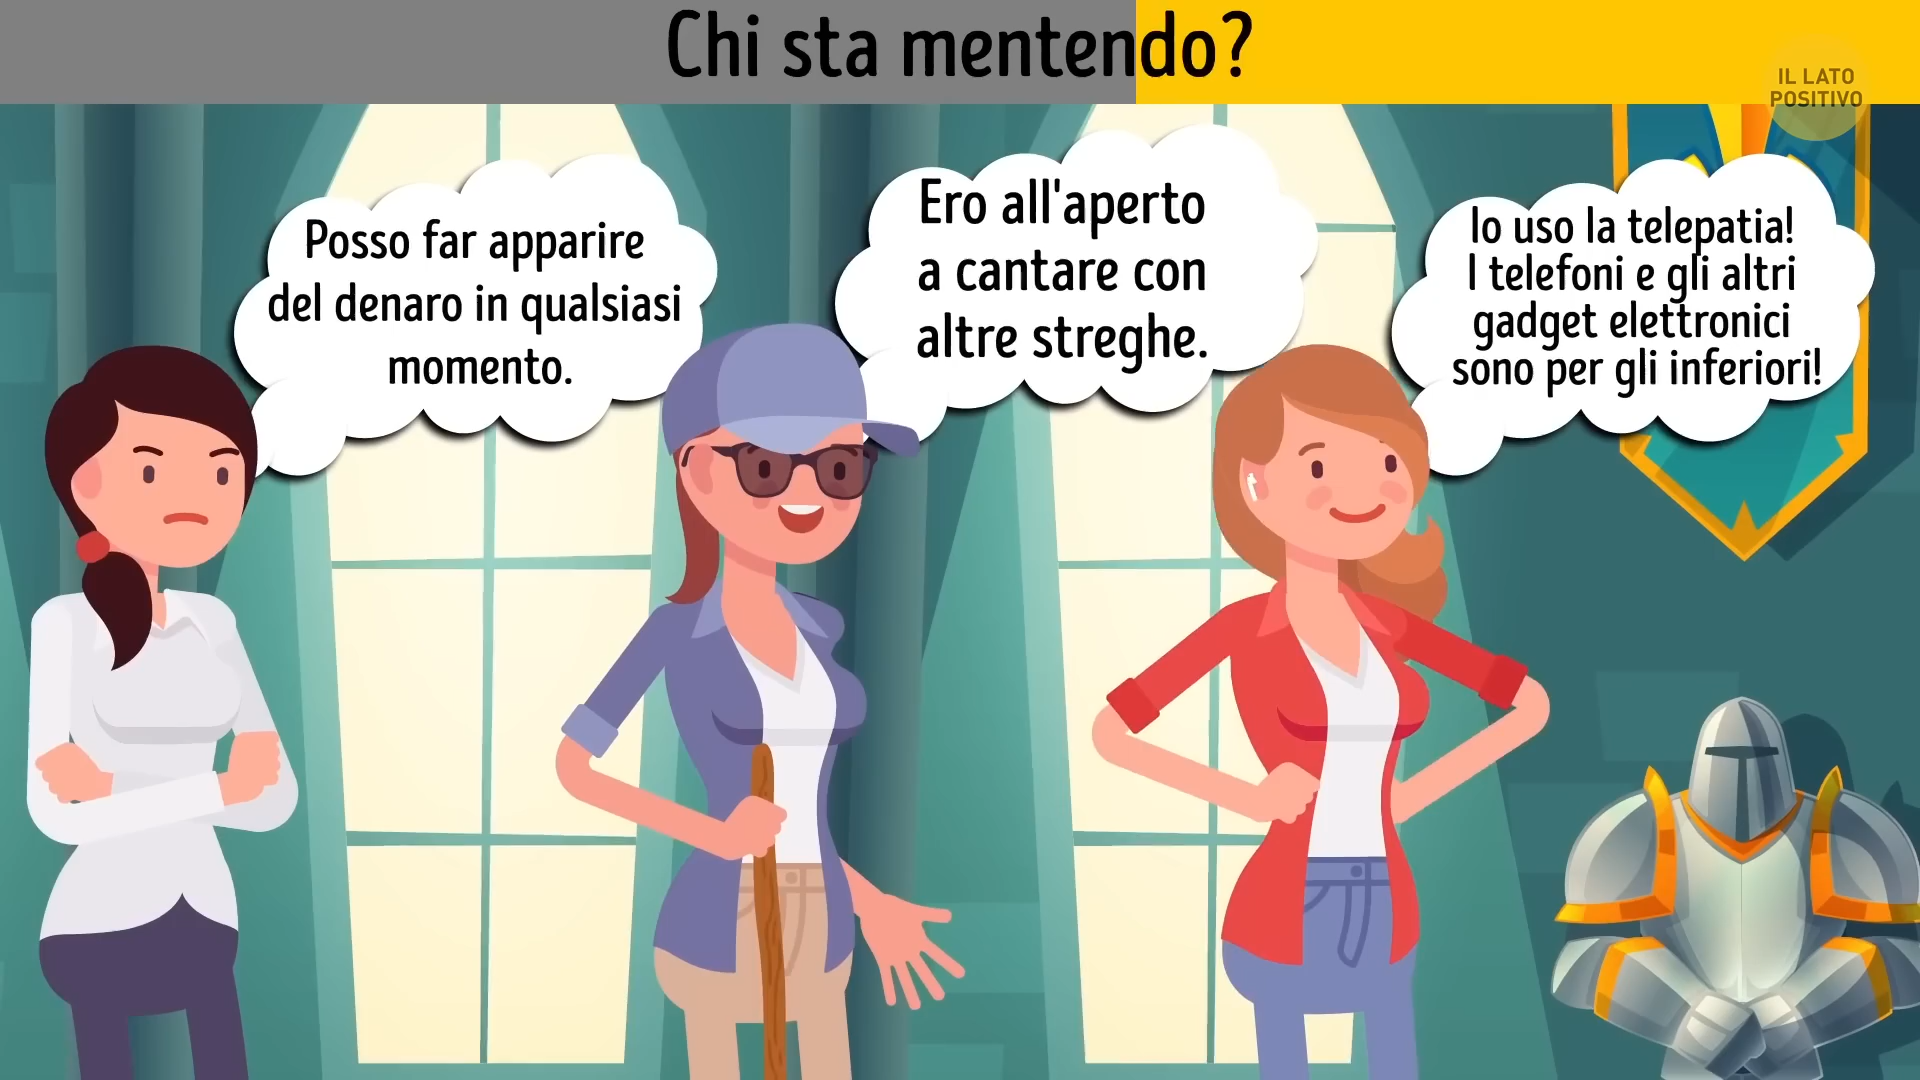 Chi sta mentendo?
IL LATO
POSITIVO
Posso far apparire
del denaro in qualsiasi
momento.
Ero all'aperto
a cantare con
altre streghe.
Io uso la telepatia!
I telefoni e gli altri
gadget elettronici
sono per gli inferiori!